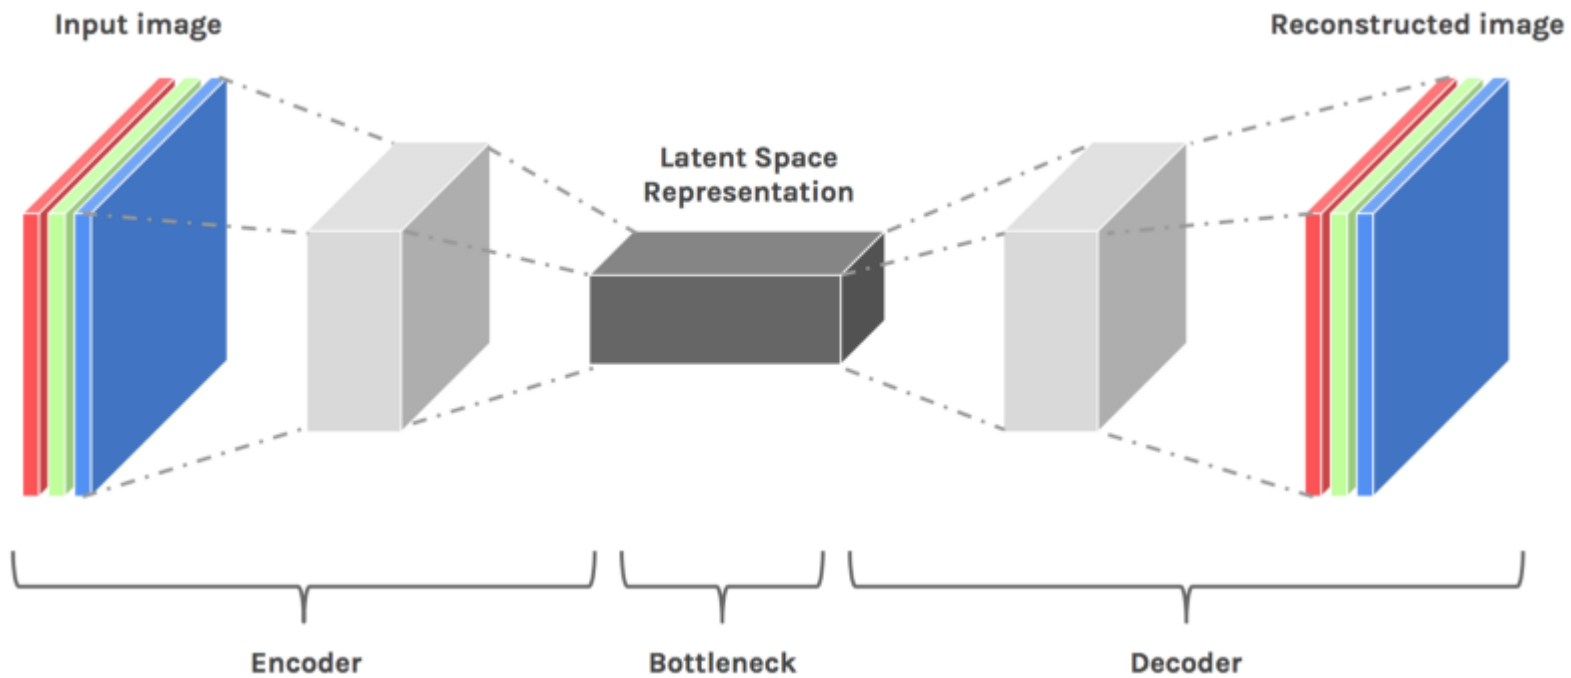 Input image
Reconstructed image
Latent Space
Representation
Encoder
Bottleneck
Decoder